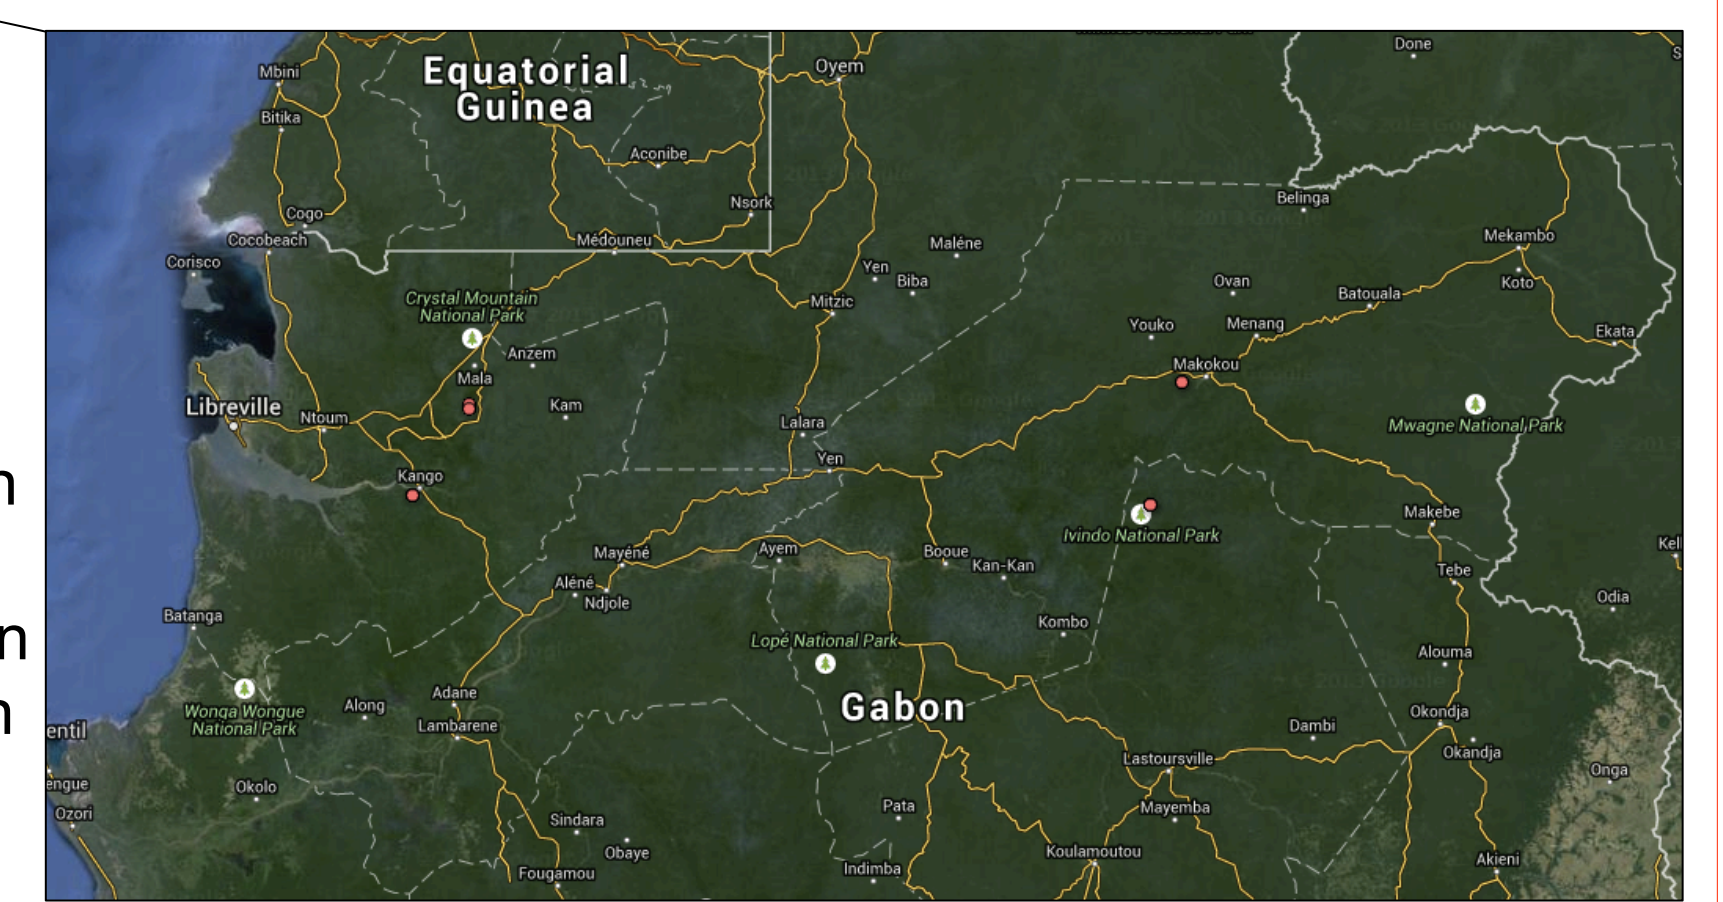 Done
Mbini
Equatorial
Guinea
Oyem
Bitika
Aconibe
Nsork
Belinga
Cogo
Cocobeach
Médouneu
Mekambo
Maléne
Corisco
Yen
Biba
Ovan
Koto
Batouala
Crystal Mountain
National Park
Mitzic
Youko
Menang
Ekata
Anzem
Makokou
Mala
Libreville
Ntoum
Kam
Lalara
Mwagne National Park
Yen
Kango
n
Makebe
Ivindo National Park
Mayéné
Ayem
Booue
Kan-Kan
Tebe
Aléné
Ndjole
Odia
Batanga
Kombo
n
Lopé National Park
Alouma
Adane
Along
Gabon
n
Wonga Wongue
National Park
Lambarene
Okondja
Dambi
entil
Okandja
Lastoursville
Onga
engue
Okolo
Pata
Mayemba
Ozori
Sindara
Obaye
Koulamoutou
Akieni
Indimba
Fougamou